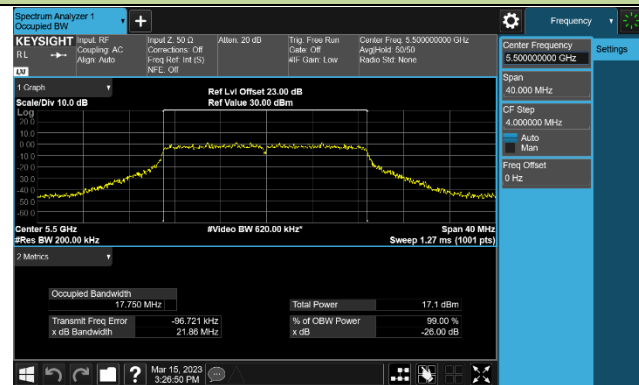 Spectrum Analyzer 1
Occupied BW
Frequency
KEYSIGHT
RL
LXI
Input: RF
Coupling: AC
Align: Auto
Input Z: 50 Ω
Corrections: Off
Freq Ref: Int (S)
NFE: Off
Atten: 20 dB
Trig: Free Run
Gate: Off
#IF Gain: Low
Center Freq: 5.500000000 GHz
Avg|Hold: 50/50
Radio Std: None
Center Frequency
5.500000000 GHz
Settings
Span
40.000 MHz
CF Step
4.000000 MHz
Auto
Man
Freq Offset
0 Hz
1 Graph
Scale/Div 10.0 dB
Ref Lvl Offset 23.00 dB
Ref Value 30.00 dBm
Log
20.0
10.0
0.00
-10.0
-20.0
-30.0
-40.0
-50.0
-60.0
Center 5.5 GHz
#Res BW 200.00 kHz
#Video BW 620.00 kHz*
Span 40 MHz
Sweep 1.27 ms (1001 pts)
2 Metrics
Occupied Bandwidth
17.750 MHz
Total Power 17.1 dBm
Transmit Freq Error -96.721 kHz
% of OBW Power 99.00 %
x dB Bandwidth 21.86 MHz
x dB -26.00 dB
?
Mar 15, 2023
3:26:50 PM